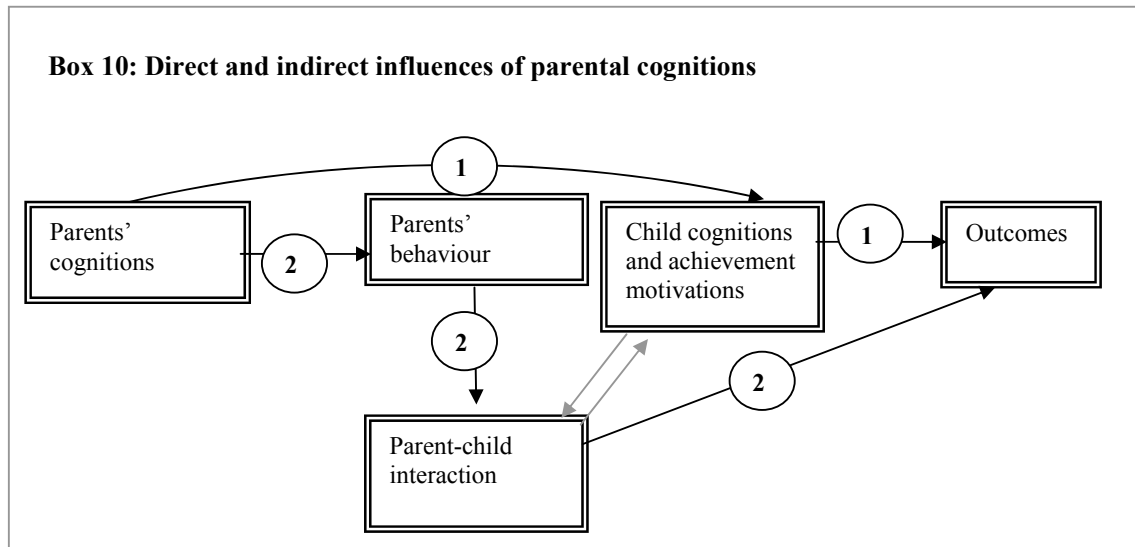 Box 10: Direct and indirect influences of parental cognitions
1
Parents’
cognitions
2
Parents’
behaviour
Child cognitions
and achievement
motivations
1
Outcomes
2
2
Parent-child
interaction